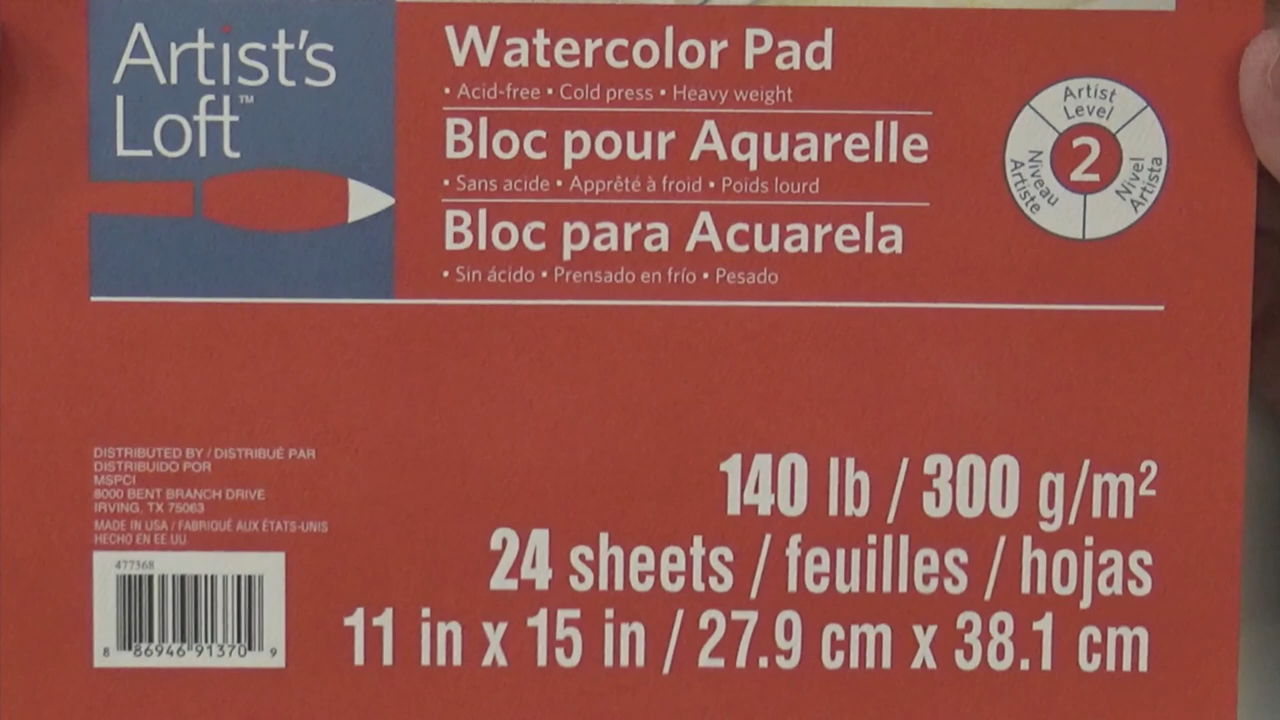 Artist's
Loft™
Watercolor Pad
• Acid-free • Cold press • Heavy weight
Bloc pour Aquarelle
• Sans acide • Apprêté à froid • Poids lourd
Bloc para Acuarela
• Sin ácido • Prensado en frío • Pesado
Artist
Level
2
Niveau
Artiste
Nivel
Artista
DISTRIBUTED BY / DISTRIBUÉ PAR
DISTRIBUIDO POR
MSPCI
8000 BENT BRANCH DRIVE
IRVING, TX 75063
MADE IN USA / FABRIQUÉ AUX ÉTATS-UNIS
HECHO EN EE.UU.
477368
8 86946 91370 9
140 lb / 300 g/m²
24 sheets / feuilles / hojas
11 in x 15 in / 27.9 cm x 38.1 cm